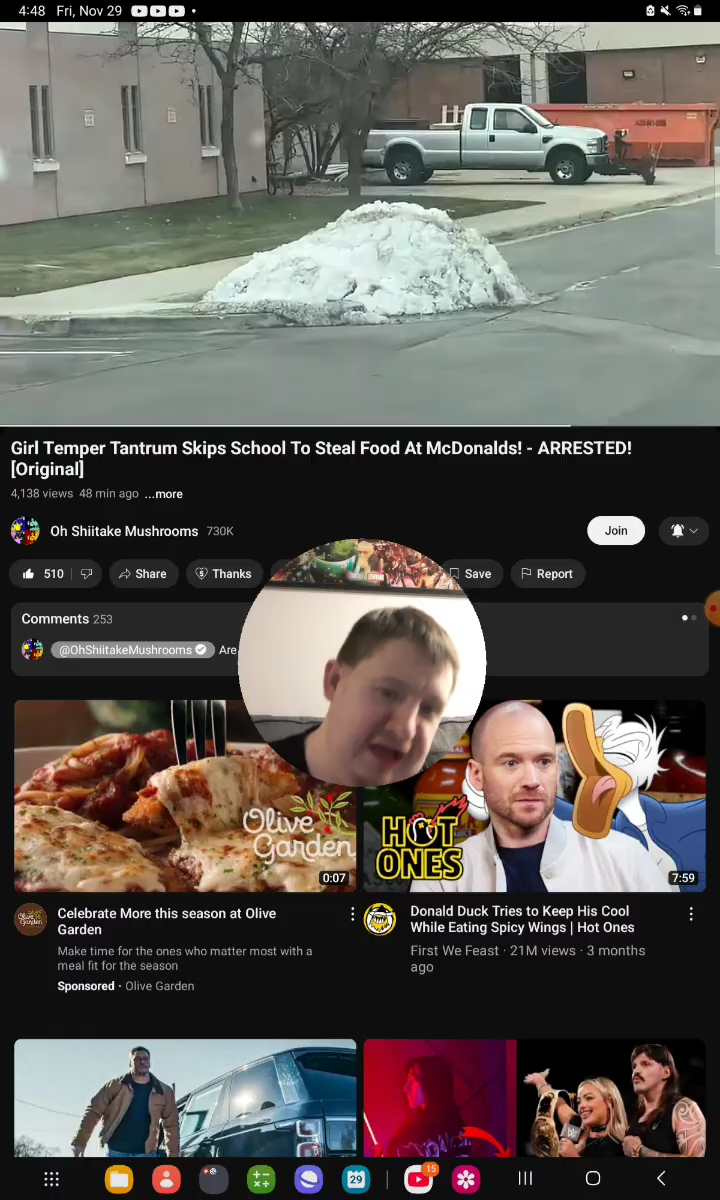 4:48 Fri, Nov 29
Girl Temper Tantrum Skips School To Steal Food At McDonalds! - ARRESTED!
[Original]
4,138 views 48 min ago ...more
Oh Shiitake Mushrooms 730K
Join
510
Share
Thanks
Save
Report
Comments 253
@OhShiitakeMushrooms
Are
Olive
Garden
0:07
HOT
ONES
7:59
Celebrate More this season at Olive
Garden
Make time for the ones who matter most with a
meal fit for the season
Sponsored · Olive Garden
Donald Duck Tries to Keep His Cool
While Eating Spicy Wings | Hot Ones
First We Feast · 21M views · 3 months
ago
29
15